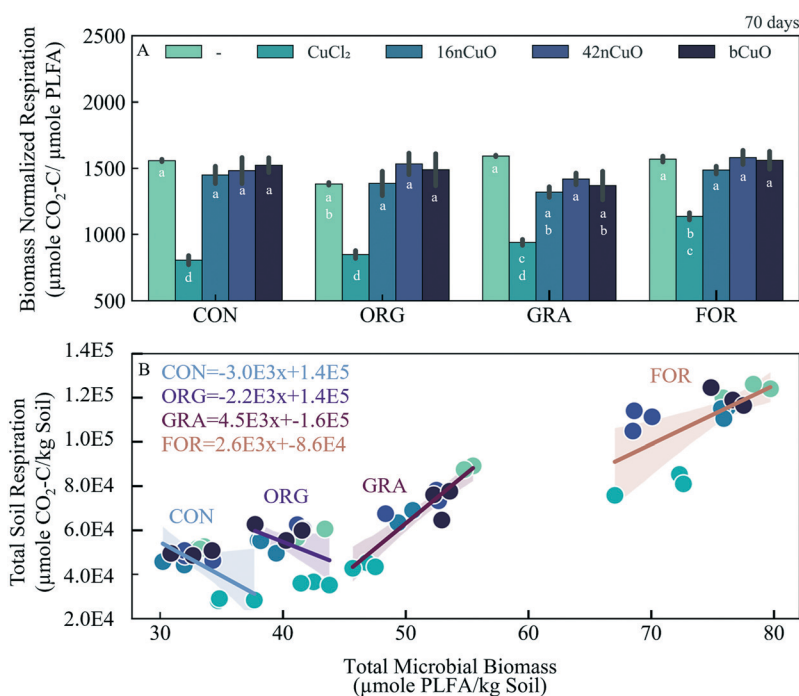 70 days
A - CuCl₂ 16nCuO 42nCuO bCuO
Biomass Normalized Respiration
(μmole CO₂-C/ μmole PLFA)
2500
2000
1500
1000
500
a d a a a
a b d a a a
a c d a b a a b
a b c a a a
CON ORG GRA FOR
B
CON=-3.0E3x+1.4E5
ORG=-2.2E3x+1.4E5
GRA=4.5E3x+-1.6E5
FOR=2.6E3x+-8.6E4
CON
ORG
GRA
FOR
Total Soil Respiration
(μmole CO₂-C/kg Soil)
1.4E5
1.2E5
1.0E5
8.0E4
6.0E4
4.0E4
2.0E4
30 40 50 60 70 80
Total Microbial Biomass
(μmole PLFA/kg Soil)